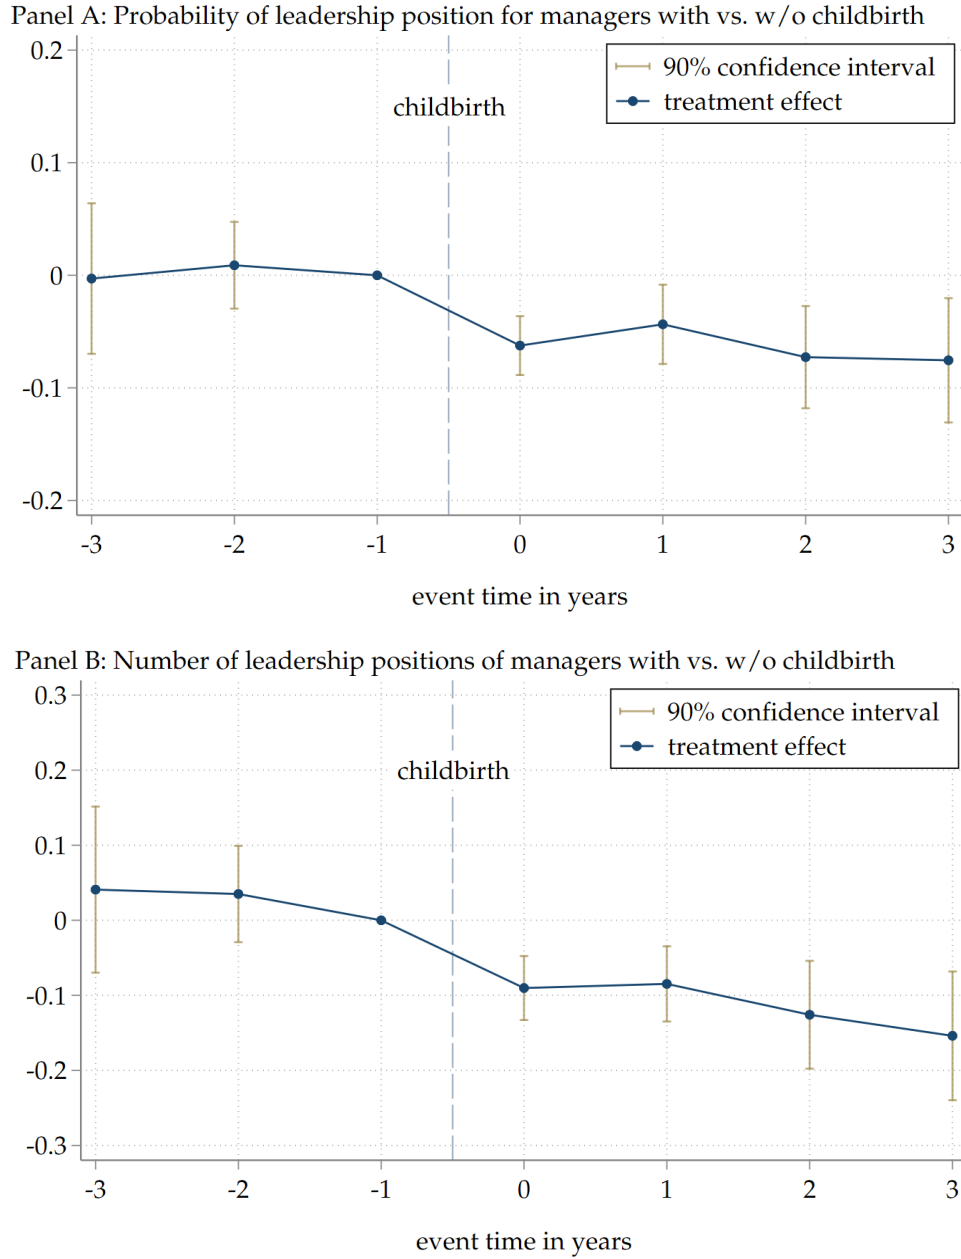 Panel A: Probability of leadership position for managers with vs. w/o childbirth
0.2
90% confidence interval
treatment effect
childbirth
0.1
0
-0.1
-0.2
-3 -2 -1 0 1 2 3
event time in years
Panel B: Number of leadership positions of managers with vs. w/o childbirth
0.3
90% confidence interval
treatment effect
0.2
childbirth
0.1
0
-0.1
-0.2
-0.3
-3 -2 -1 0 1 2 3
event time in years